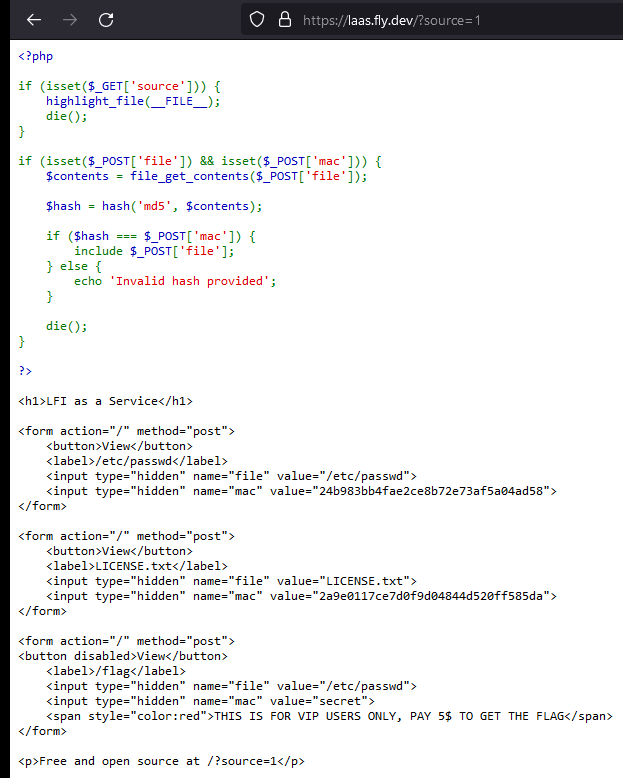 https://laas.fly.dev/?source=1
<?php
if (isset($_GET['source'])) {
    highlight_file(__FILE__);
    die();
}
if (isset($_POST['file']) && isset($_POST['mac'])) {
    $contents = file_get_contents($_POST['file']);
    $hash = hash('md5', $contents);
    if ($hash === $_POST['mac']) {
        include $_POST['file'];
    } else {
        echo 'Invalid hash provided';
    }
    die();
}
?>
<h1>LFI as a Service</h1>
<form action="/" method="post">
    <button>View</button>
    <label>/etc/passwd</label>
    <input type="hidden" name="file" value="/etc/passwd">
    <input type="hidden" name="mac" value="24b983bb4fae2ce8b72e73af5a04ad58">
</form>
<form action="/" method="post">
    <button>View</button>
    <label>LICENSE.txt</label>
    <input type="hidden" name="file" value="LICENSE.txt">
    <input type="hidden" name="mac" value="2a9e0117ce7d0f9d04844d520ff585da">
</form>
<form action="/" method="post">
<button disabled>View</button>
    <label>/flag</label>
    <input type="hidden" name="file" value="/etc/passwd">
    <input type="hidden" name="mac" value="secret">
    <span style="color:red">THIS IS FOR VIP USERS ONLY, PAY 5$ TO GET THE FLAG</span>
</form>
<p>Free and open source at /?source=1</p>